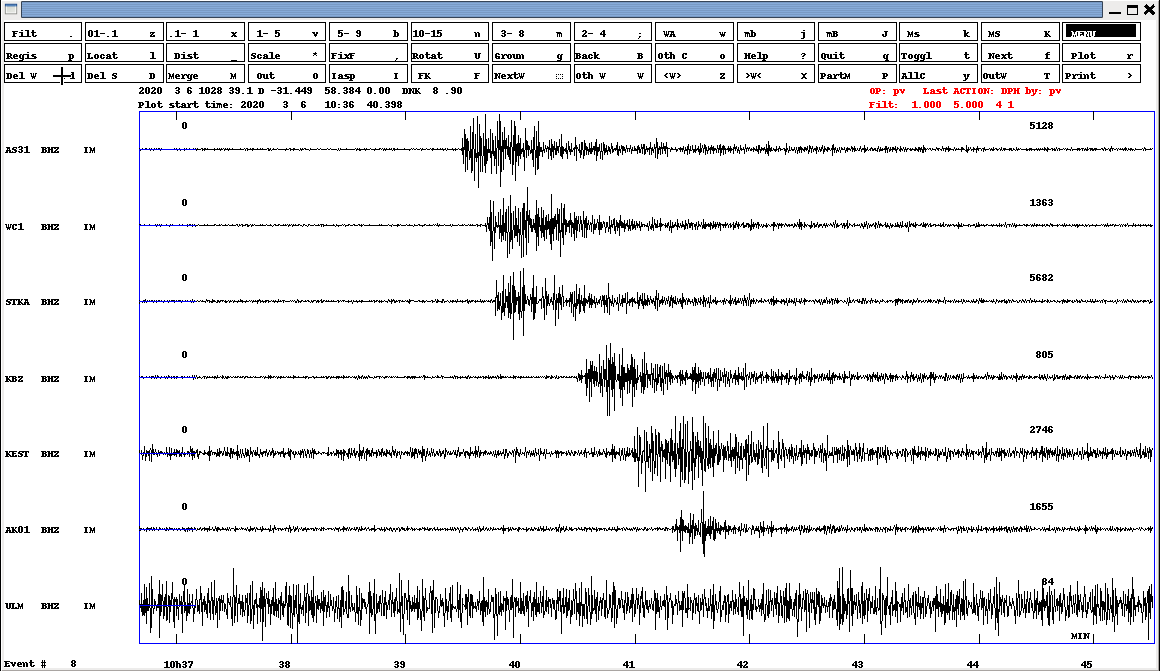 Filt . 01-.1 z .1- 1 x 1- 5 v 5- 9 b 10-15 n 3- 8 m 2- 4 ; WA w mb j mB J Ms k MS K MENU
Regis p Locat l Dist _ Scale * FixF , Rotat U Groun g Back B Oth C o Help ? Quit q Toggl t Next f Plot r
Del W 1 Del S D Merge M Out O Iasp I FK F NextW Oth W W <W> Z >W< X PartM P AllC y OutW T Print >
2020 3 6 1028 39.1 D -31.449 58.384 0.00 DNK 8 .90 OP: pv Last ACTION: DPH by: pv
Plot start time: 2020 3 6 10:36 40.398 Filt: 1.000 5.000 4 1
0 5128
AS31 BHZ IM
0 1363
WC1 BHZ IM
0 5682
STKA BHZ IM
0 805
KBZ BHZ IM
0 2746
KEST BHZ IM
0 1655
AK01 BHZ IM
0 84
ULM BHZ IM
MIN
Event # 8 10h37 38 39 40 41 42 43 44 45